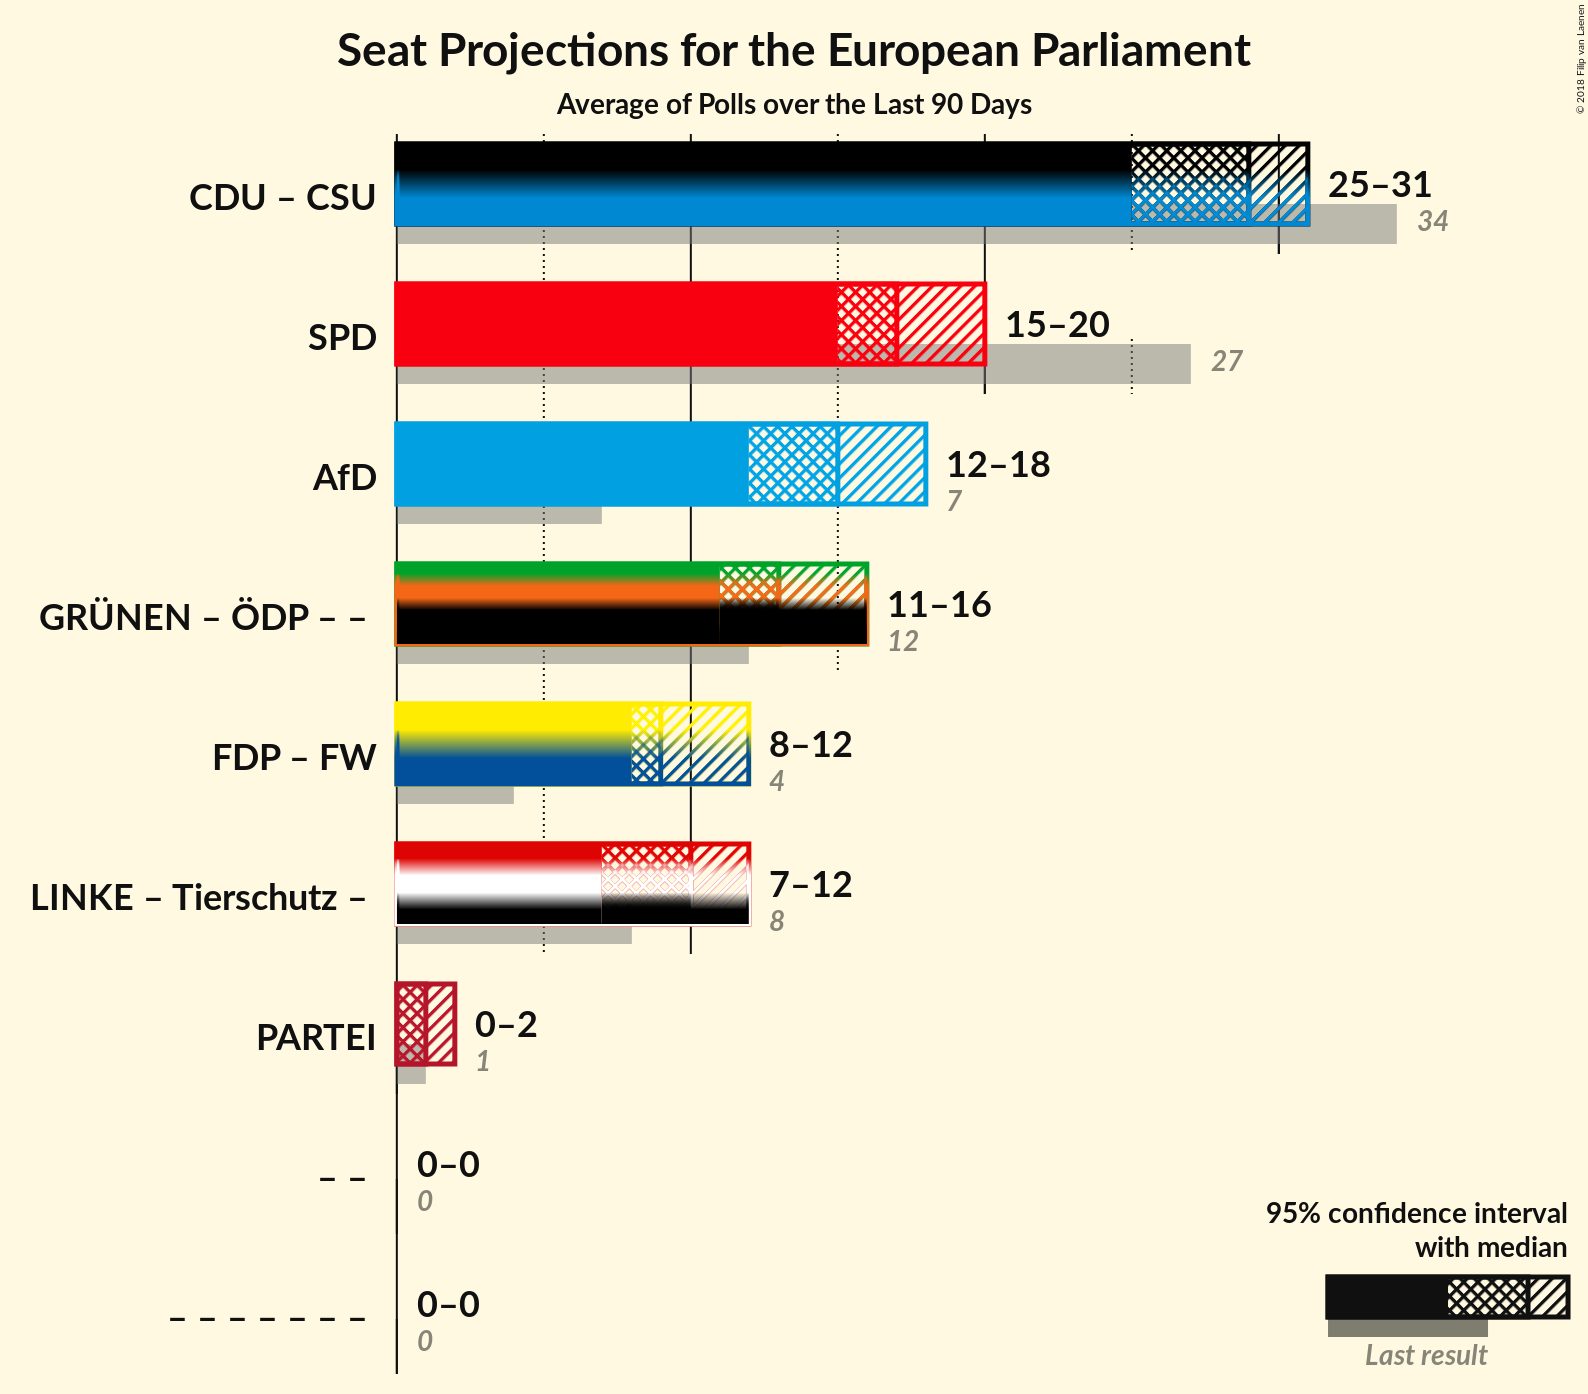 Seat Projections for the European Parliament
Average of Polls over the Last 90 Days
© 2018 Filip van Laenen
CDU – CSU
25–31
34
SPD
15–20
27
AfD
12–18
7
GRÜNEN – ÖDP – –
11–16
12
FDP – FW
8–12
4
LINKE – Tierschutz –
7–12
8
PARTEI
0–2
1
– –
0–0
0
– – – – – – –
0–0
0
95% confidence interval
with median
Last result